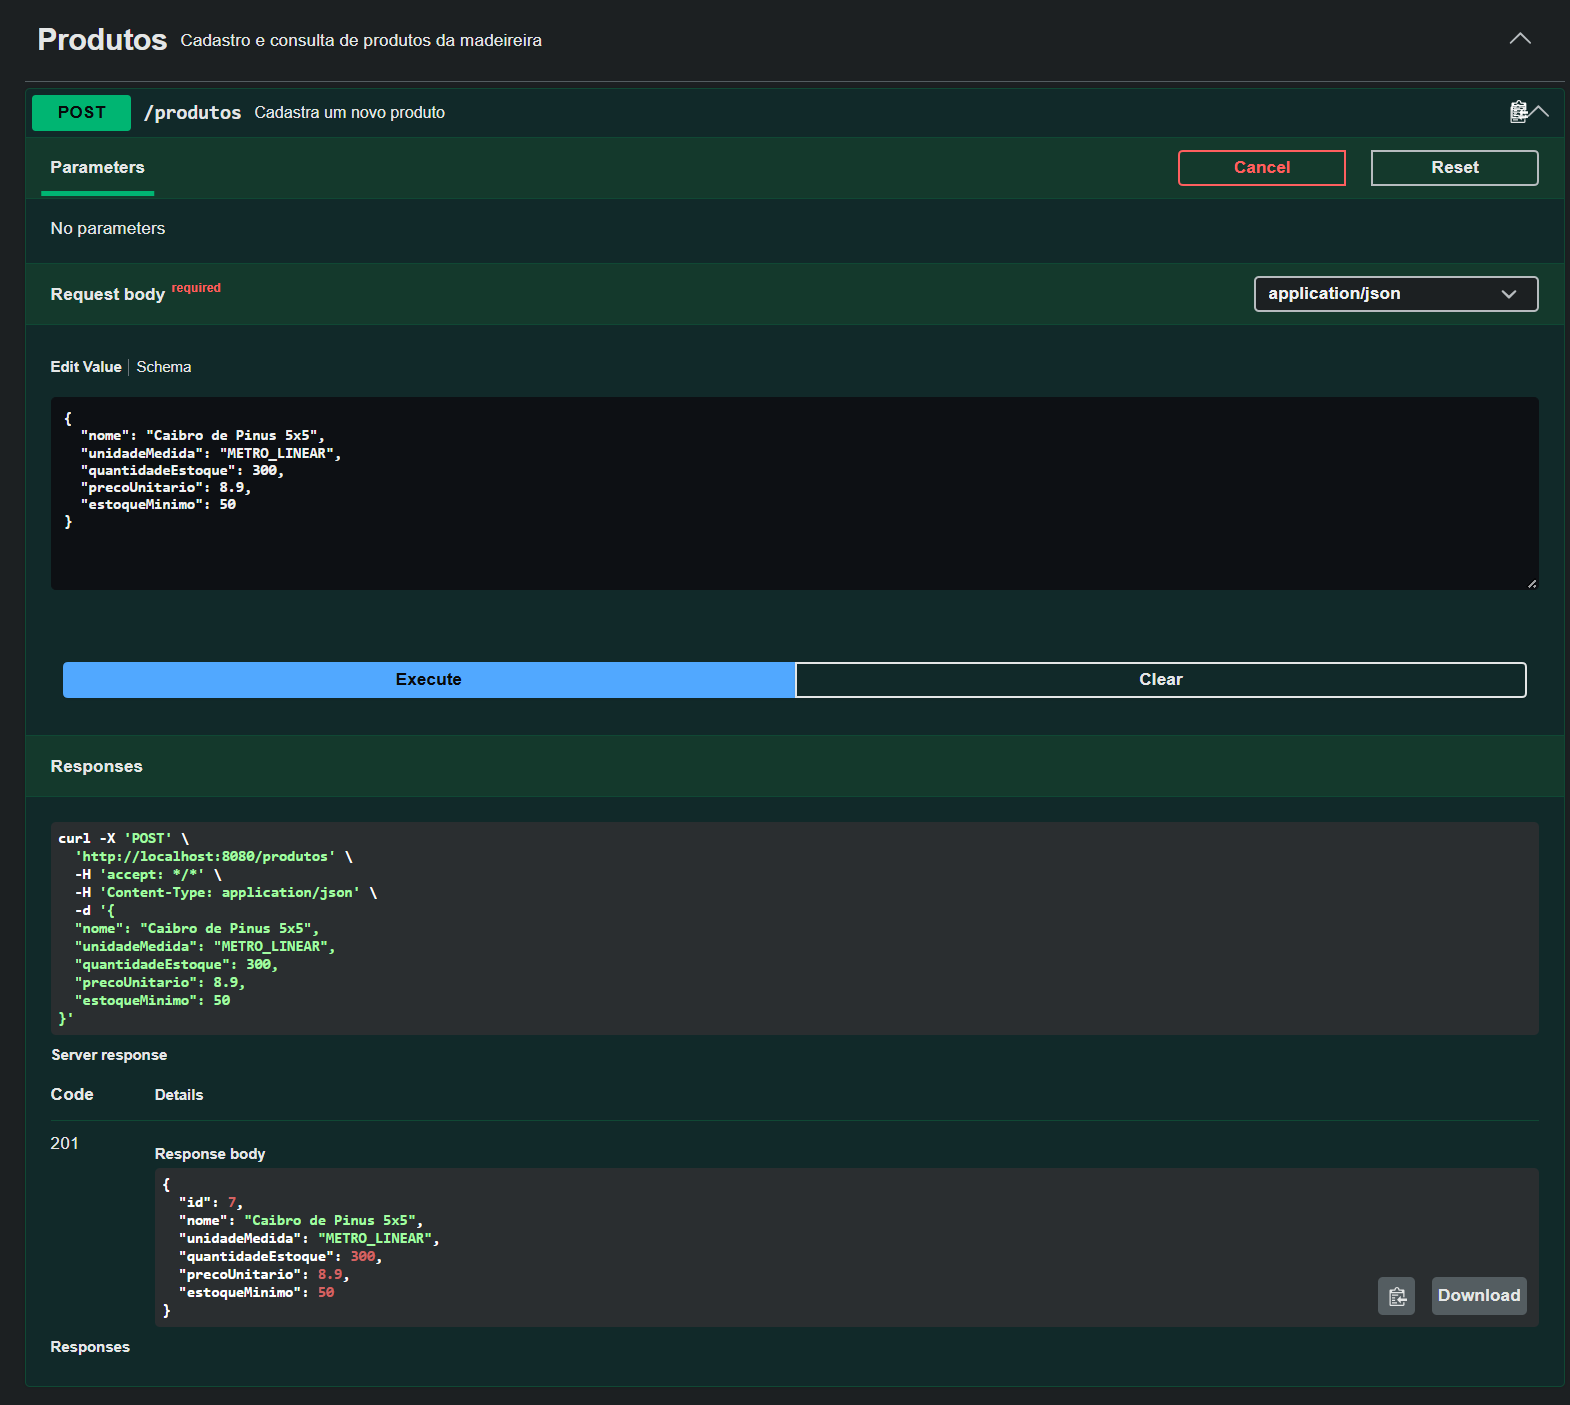 Produtos Cadastro e consulta de produtos da madeireira
POST /produtos Cadastra um novo produto
Parameters Cancel Reset
No parameters
Request body required application/json
Edit Value | Schema
{
  "nome": "Caibro de Pinus 5x5",
  "unidadeMedida": "METRO_LINEAR",
  "quantidadeEstoque": 300,
  "precoUnitario": 8.9,
  "estoqueMinimo": 50
}
Execute Clear
Responses
curl -X 'POST' \
  'http://localhost:8080/produtos' \
  -H 'accept: */*' \
  -H 'Content-Type: application/json' \
  -d '{
  "nome": "Caibro de Pinus 5x5",
  "unidadeMedida": "METRO_LINEAR",
  "quantidadeEstoque": 300,
  "precoUnitario": 8.9,
  "estoqueMinimo": 50
}'
Server response
Code Details
201
Response body
{
  "id": 7,
  "nome": "Caibro de Pinus 5x5",
  "unidadeMedida": "METRO_LINEAR",
  "quantidadeEstoque": 300,
  "precoUnitario": 8.9,
  "estoqueMinimo": 50
}
Download
Responses